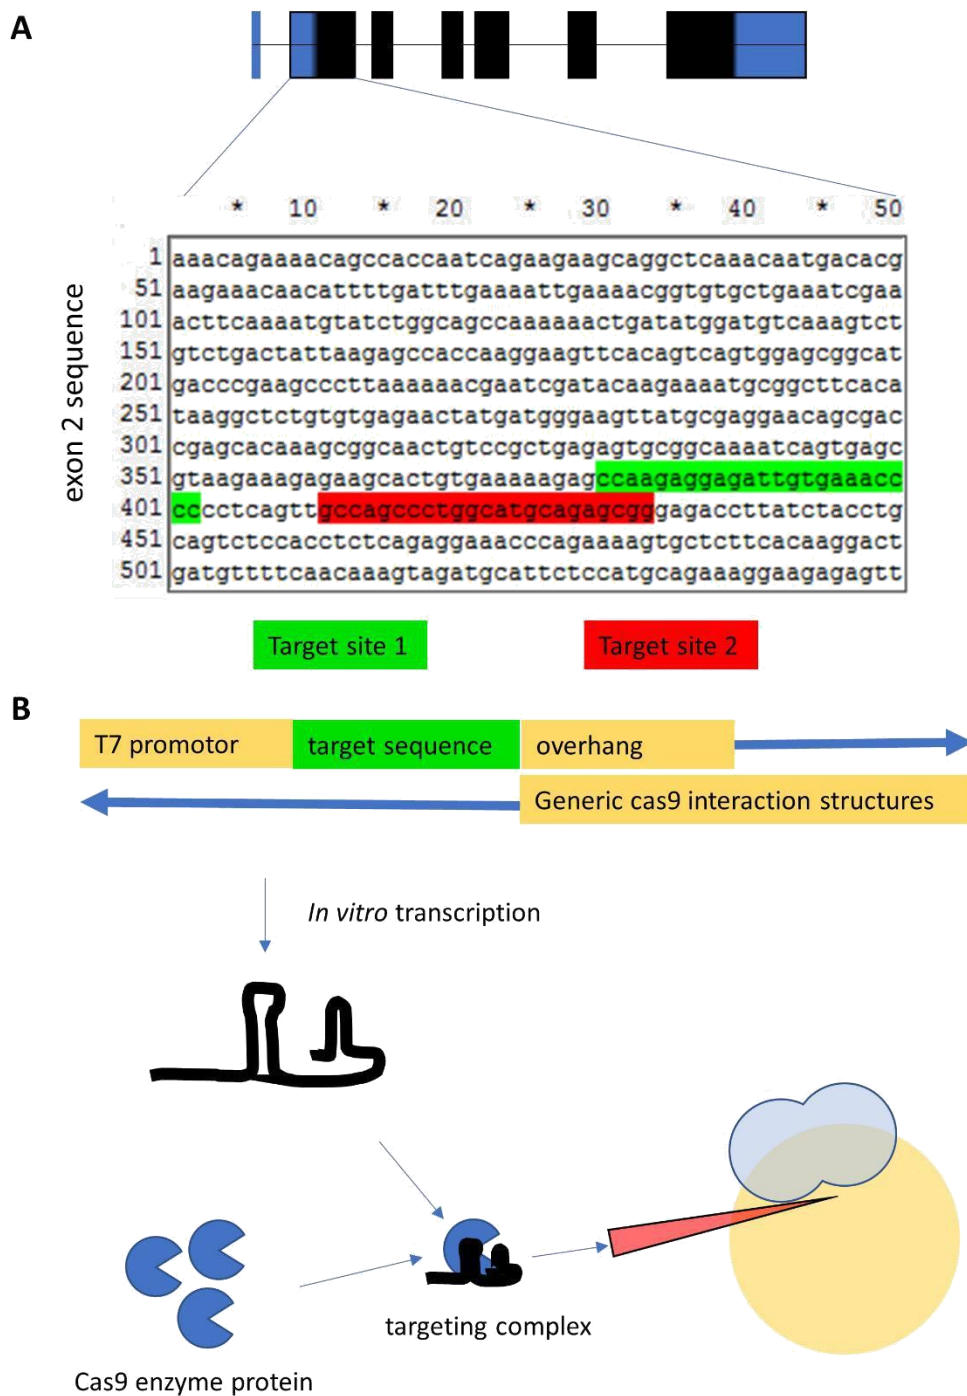 A
* 10 * 20 * 30 * 40 * 50
exon 2 sequence
1 aaacagaaaacagccaccaatcagaagaagcaggctcaaacaatgacacg
51 aagaaacaacattttgatttgaaaattgaaaacggtgtgctgaaatcgaa
101 acttcaaaatgtatctggcagccaaaaaactgatatggatgtcaaagtct
151 gtctgactattaagagccaccaaggaagttcacagtcagtggagcggcat
201 gacccgaagcccttaaaaaacgaatcgatacaagaaaatgcggcttcaca
251 taaggctctgtgtgagaactatgatgggaagttatgcgaggaacagcgac
301 cgagcacaaagcggcaactgtccgctgagagtgcggcaaaatcagtgagc
351 gtaagaaagagaagcactgtgaaaaagagccaagaggagattgtgaaacc
401 cccctcagttgccagccctggcatgcagagcgggagaccttatctacctg
451 cagtctccacctctcagaggaaacccagaaaagtgctcttcacaaggact
501 gatgttttcaacaaagtagatgcattctccatgcagaaaggaagagagtt
Target site 1
Target site 2
B
T7 promotor
target sequence
overhang
Generic cas9 interaction structures
In vitro transcription
targeting complex
Cas9 enzyme protein